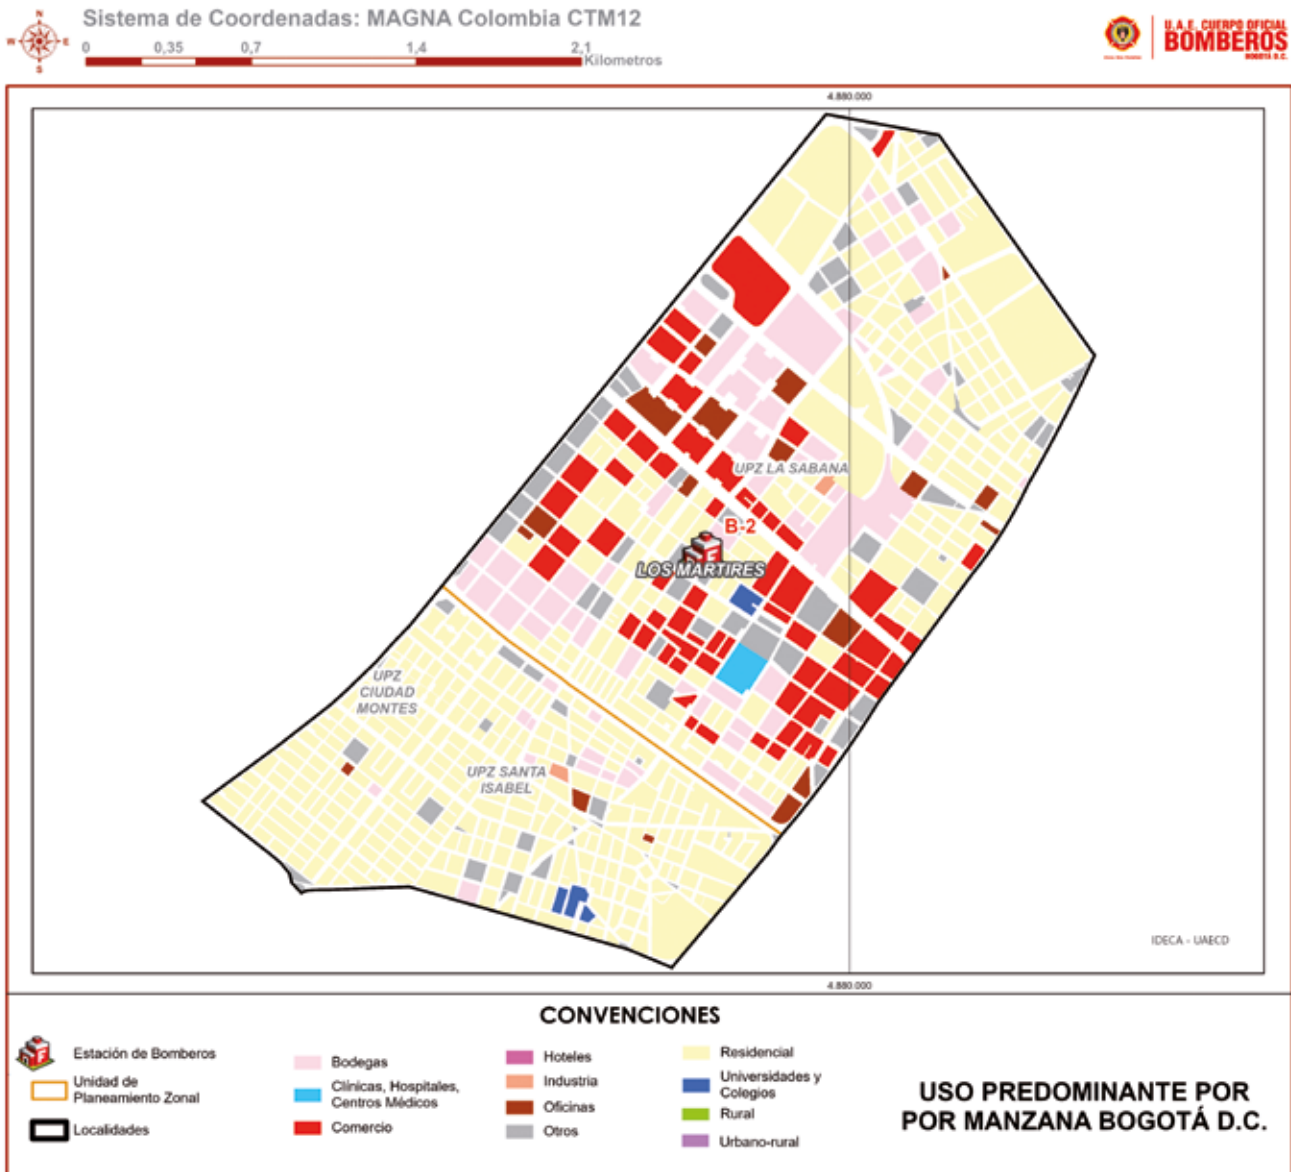 Sistema de Coordenadas: MAGNA Colombia CTM12
N
W E
S
0 0,35 0,7 1,4 2,1
Kilometros
U.A.E. CUERPO OFICIAL
BOMBEROS
BOGOTÁ D.C.
4.880.000
UPZ LA SABANA
B-2
LOS MARTIRES
UPZ
CIUDAD
MONTES
UPZ SANTA
ISABEL
IDECA - UAECD
4.880.000
CONVENCIONES
Estación de Bomberos
Unidad de
Planeamiento Zonal
Localidades
Bodegas
Clínicas, Hospitales,
Centros Médicos
Comercio
Hoteles
Industria
Oficinas
Otros
Residencial
Universidades y
Colegios
Rural
Urbano-rural
USO PREDOMINANTE POR
POR MANZANA BOGOTÁ D.C.